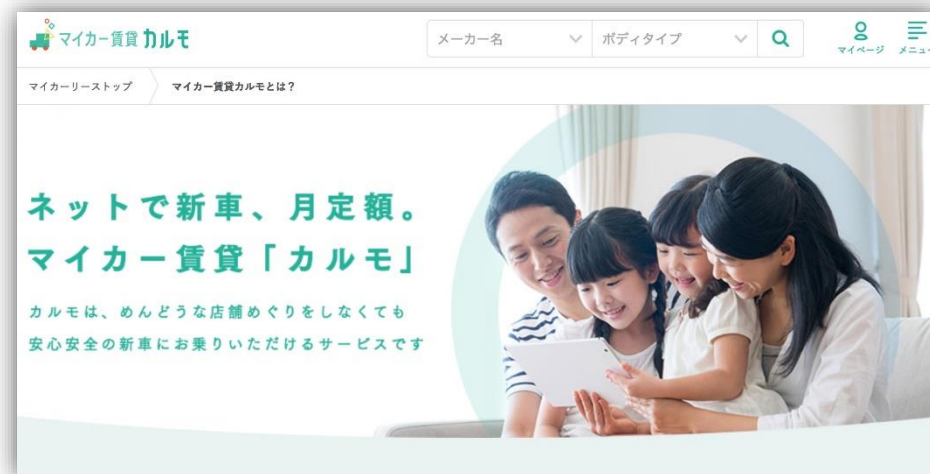 マイカー賃貸 カルモ
メーカー名
ボディタイプ
マイページ
メニュー
マイカーリーストップ
マイカー賃貸カルモとは？
ネットで新車、月定額。
マイカー賃貸「カルモ」
カルモは、めんどうな店舗めぐりをしなくても
安心安全の新車にお乗りいただけるサービスです